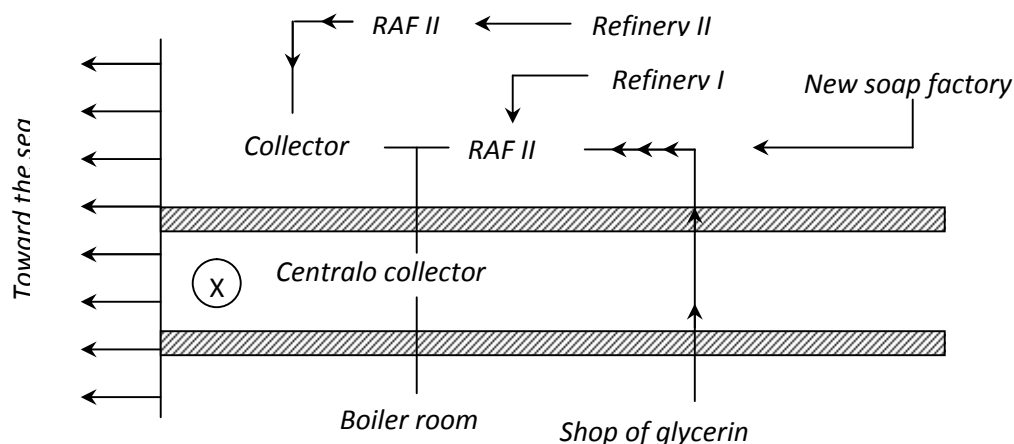 RAF II
Refinery II
Refinery I
New soap factory
Collector
RAF II
Toward the sea
Centralo collector
X
Boiler room
Shop of glycerin